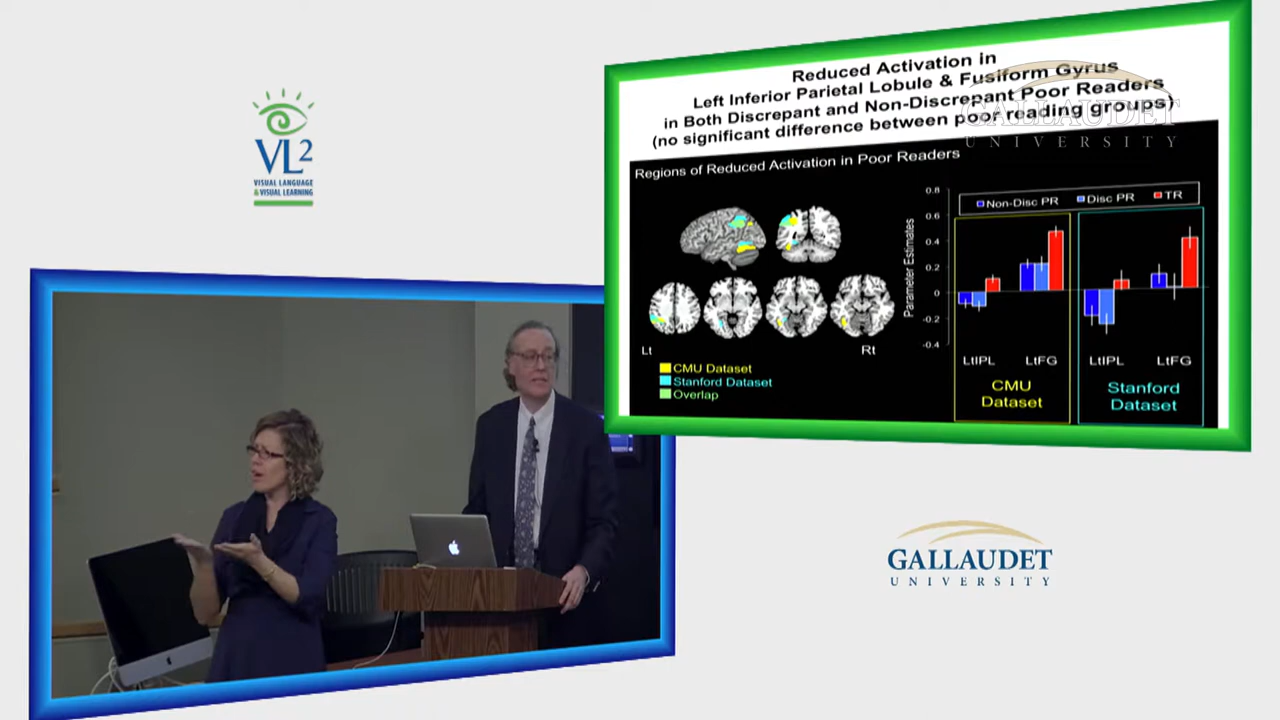 VL2
VISUAL LANGUAGE
& VISUAL LEARNING
Reduced Activation in
Left Inferior Parietal Lobule & Fusiform Gyrus
in Both Discrepant and Non-Discrepant Poor Readers
(no significant difference between poor reading groups)
GALLAUDET
UNIVERSITY
Regions of Reduced Activation in Poor Readers
Lt
Rt
CMU Dataset
Stanford Dataset
Overlap
Parameter Estimates
0.8
0.6
0.4
0.2
0
-0.2
-0.4
Non-Disc PR
Disc PR
TR
LtIPL
LtFG
LtIPL
LtFG
CMU
Dataset
Stanford
Dataset
GALLAUDET
UNIVERSITY